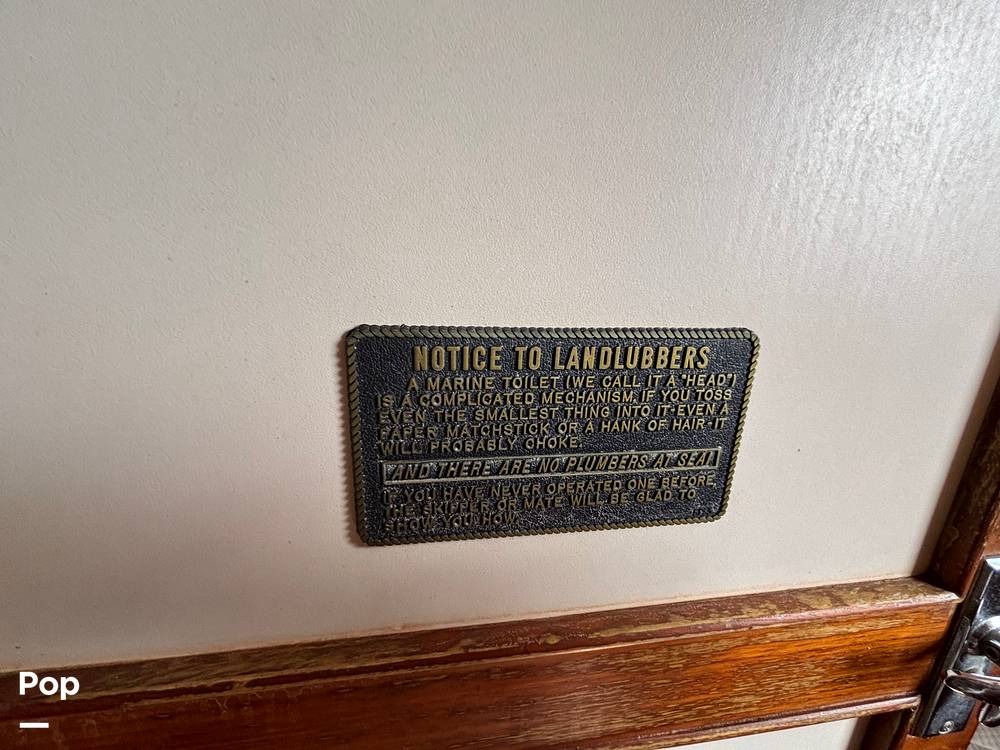 NOTICE TO LANDLUBBERS
A MARINE TOILET (WE CALL IT A "HEAD")
IS A COMPLICATED MECHANISM. IF YOU TOSS
EVEN THE SMALLEST THING INTO IT-EVEN A
PAPER MATCHSTICK OR A HANK OF HAIR-IT
WILL PROBABLY CHOKE.
AND THERE ARE NO PLUMBERS AT SEA!
IF YOU HAVE NEVER OPERATED ONE BEFORE,
THE SKIPPER OR MATE WILL BE GLAD TO
SHOW YOU HOW.
Pop